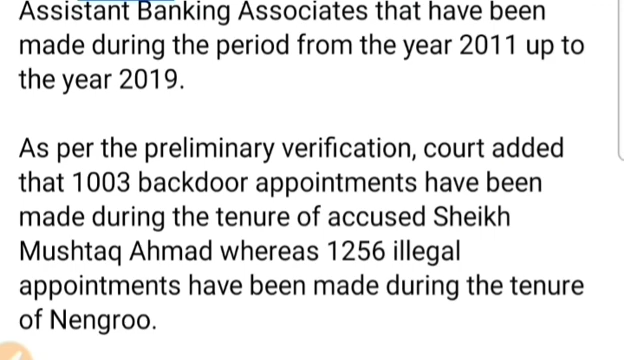 Assistant Banking Associates that have been
made during the period from the year 2011 up to
the year 2019.
As per the preliminary verification, court added
that 1003 backdoor appointments have been
made during the tenure of accused Sheikh
Mushtaq Ahmad whereas 1256 illegal
appointments have been made during the tenure
of Nengroo.